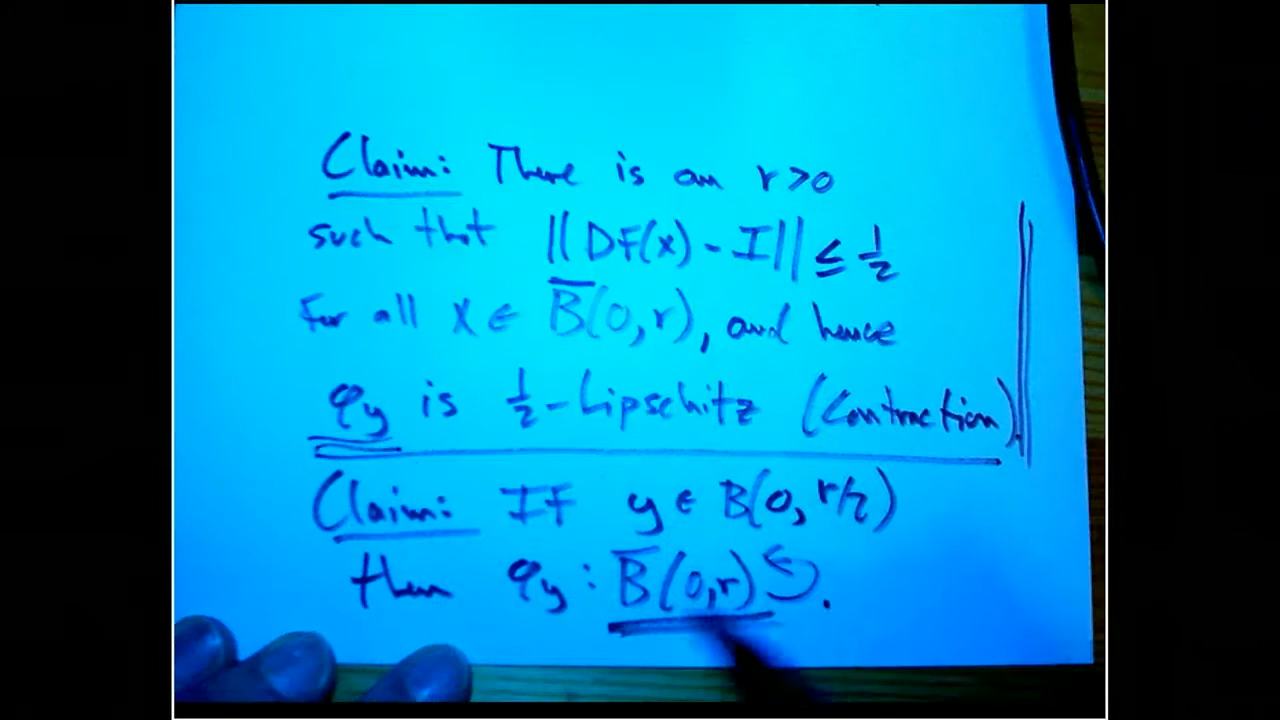 Claim: There is an r>0
such that ||DF(x) - I|| ≤ 1/2
For all x ∈ B̅(0,r), and hence
φy is 1/2-Lipschitz (Contraction).
Claim: If y ∈ B(0, r/2)
then φy : B̅(0,r)↺.